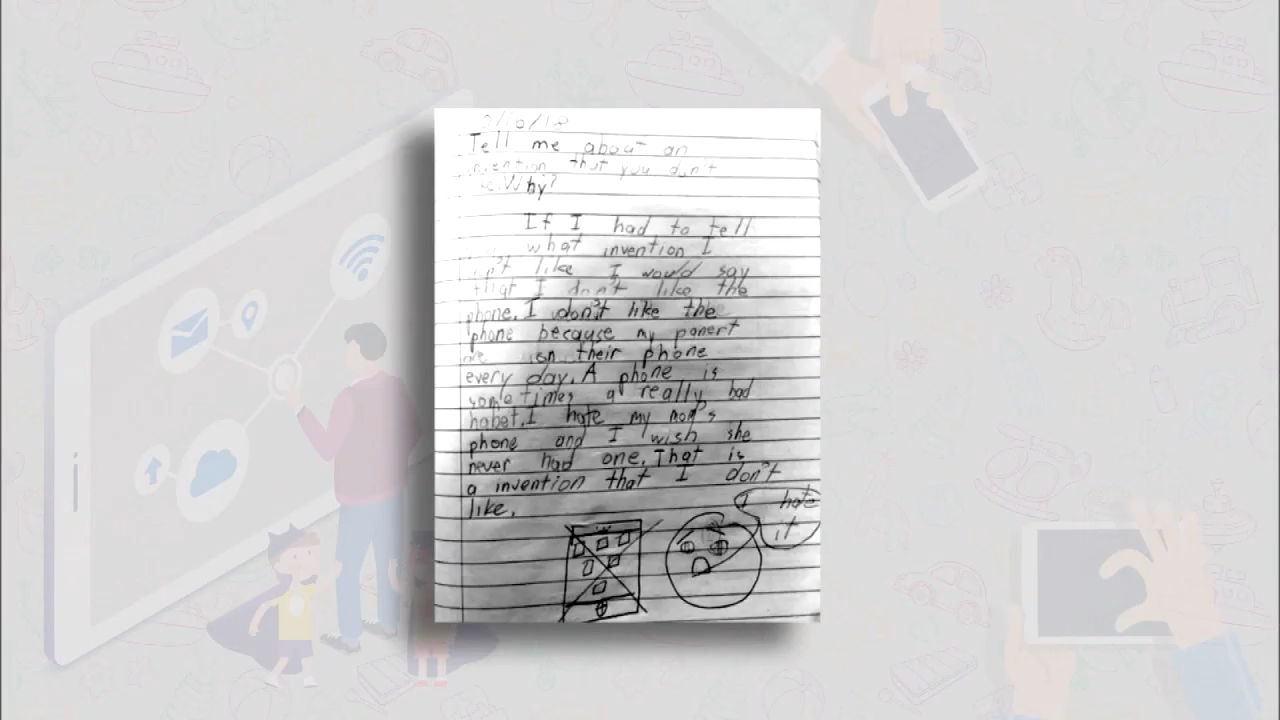 /18
Tell me about an
invention that you don't
Why?
If I had to tell
what invention I
like I would say
that I don't like the
phone. I don't like the
phone because my panert
are on their phone
every day. A phone is
sometimes a really bad
habet. I hate my mom's
phone and I wish she
never had one. That is
a invention that I don't
like.
I hate
it